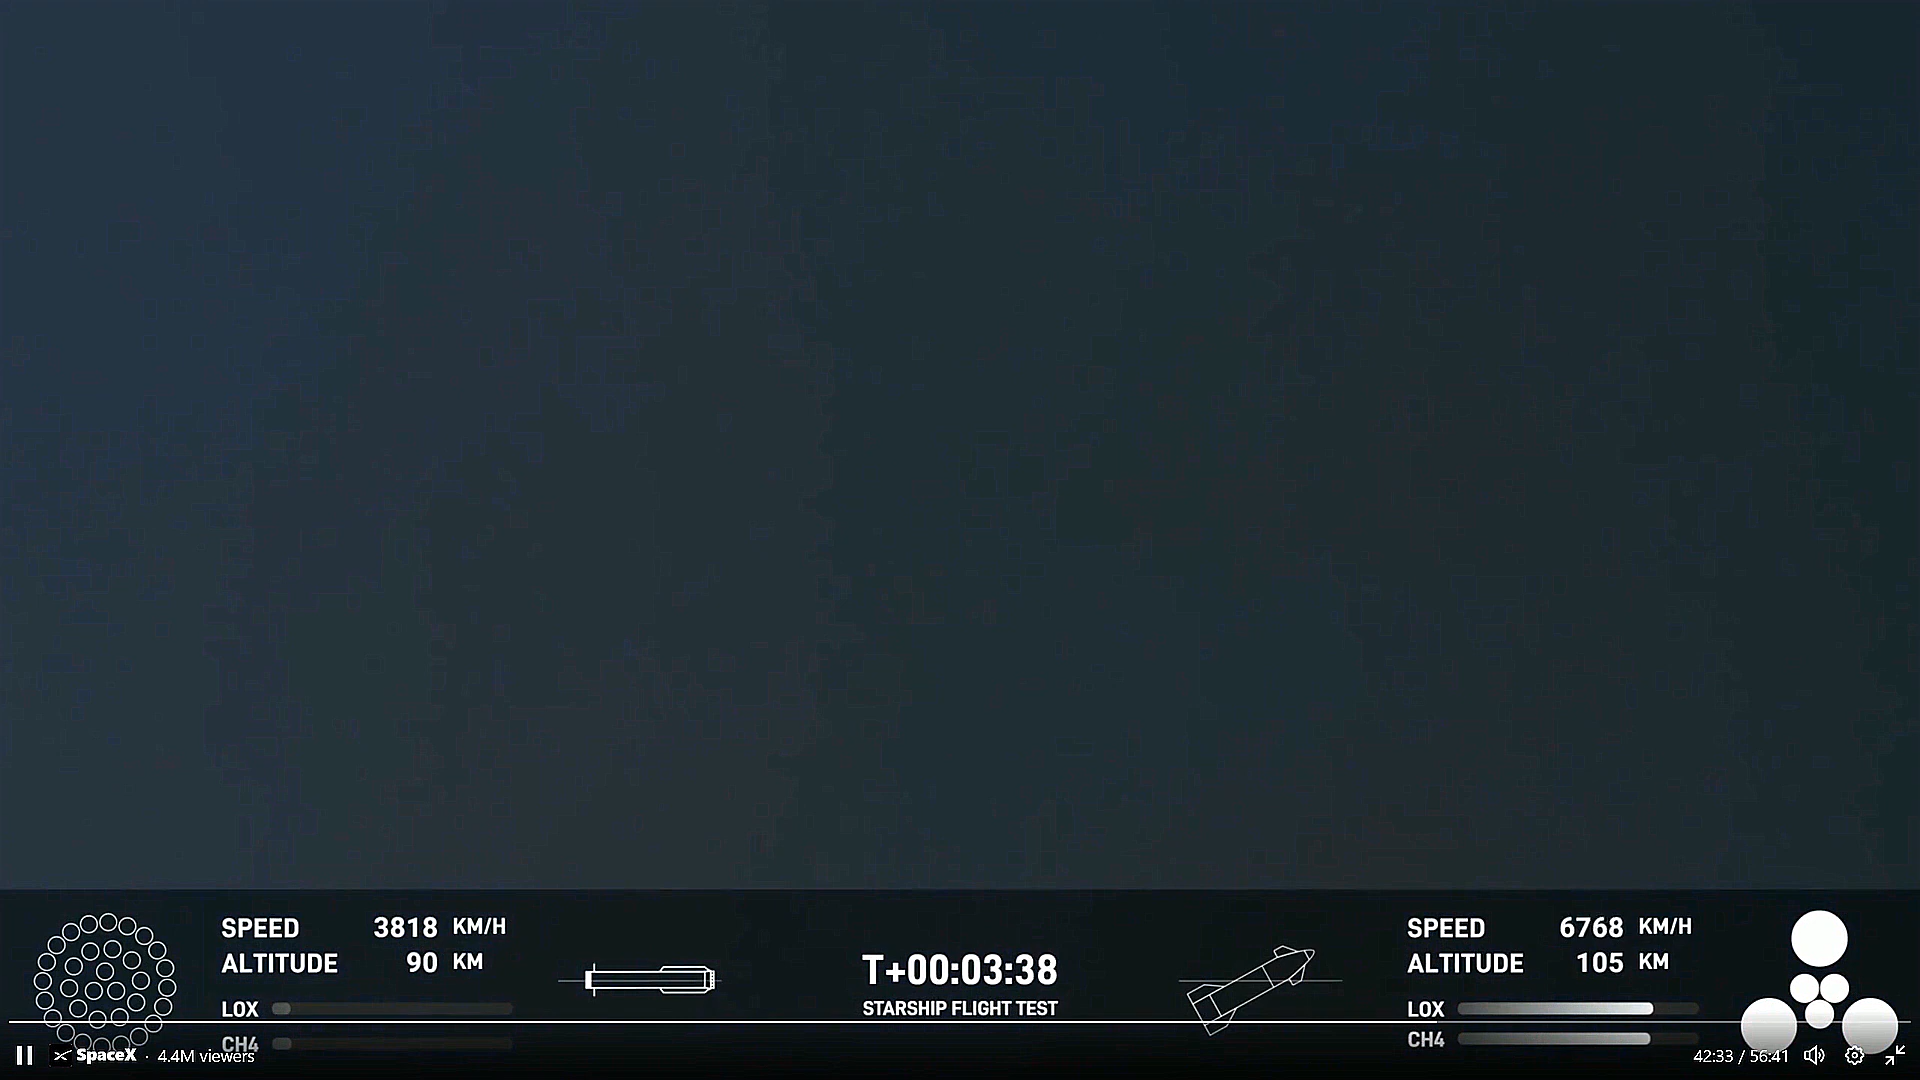 SPEED 3818 KM/H
ALTITUDE 90 KM
LOX
CH4
T+00:03:38
STARSHIP FLIGHT TEST
SPEED 6768 KM/H
ALTITUDE 105 KM
LOX
CH4
SpaceX · 4.4M viewers
42:33 / 56:41